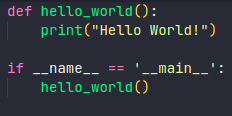 def hello_world():
    print("Hello World!")

if __name__ == '__main__':
    hello_world()